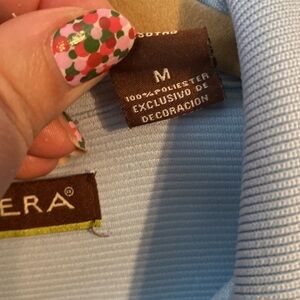 M
100% POLIESTER
EXCLUSIVO DE
DECORACION
ERA®